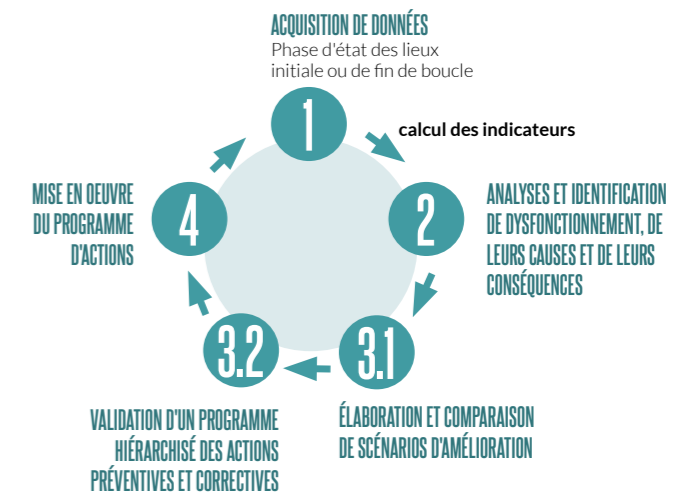 ACQUISITION DE DONNÉES
Phase d'état des lieux
initiale ou de fin de boucle
1
calcul des indicateurs
2
ANALYSES ET IDENTIFICATION
DE DYSFONCTIONNEMENT, DE
LEURS CAUSES ET DE LEURS
CONSÉQUENCES
3.1
ÉLABORATION ET COMPARAISON
DE SCÉNARIOS D'AMÉLIORATION
3.2
VALIDATION D'UN PROGRAMME
HIÉRARCHISÉ DES ACTIONS
PRÉVENTIVES ET CORRECTIVES
4
MISE EN OEUVRE
DU PROGRAMME
D'ACTIONS